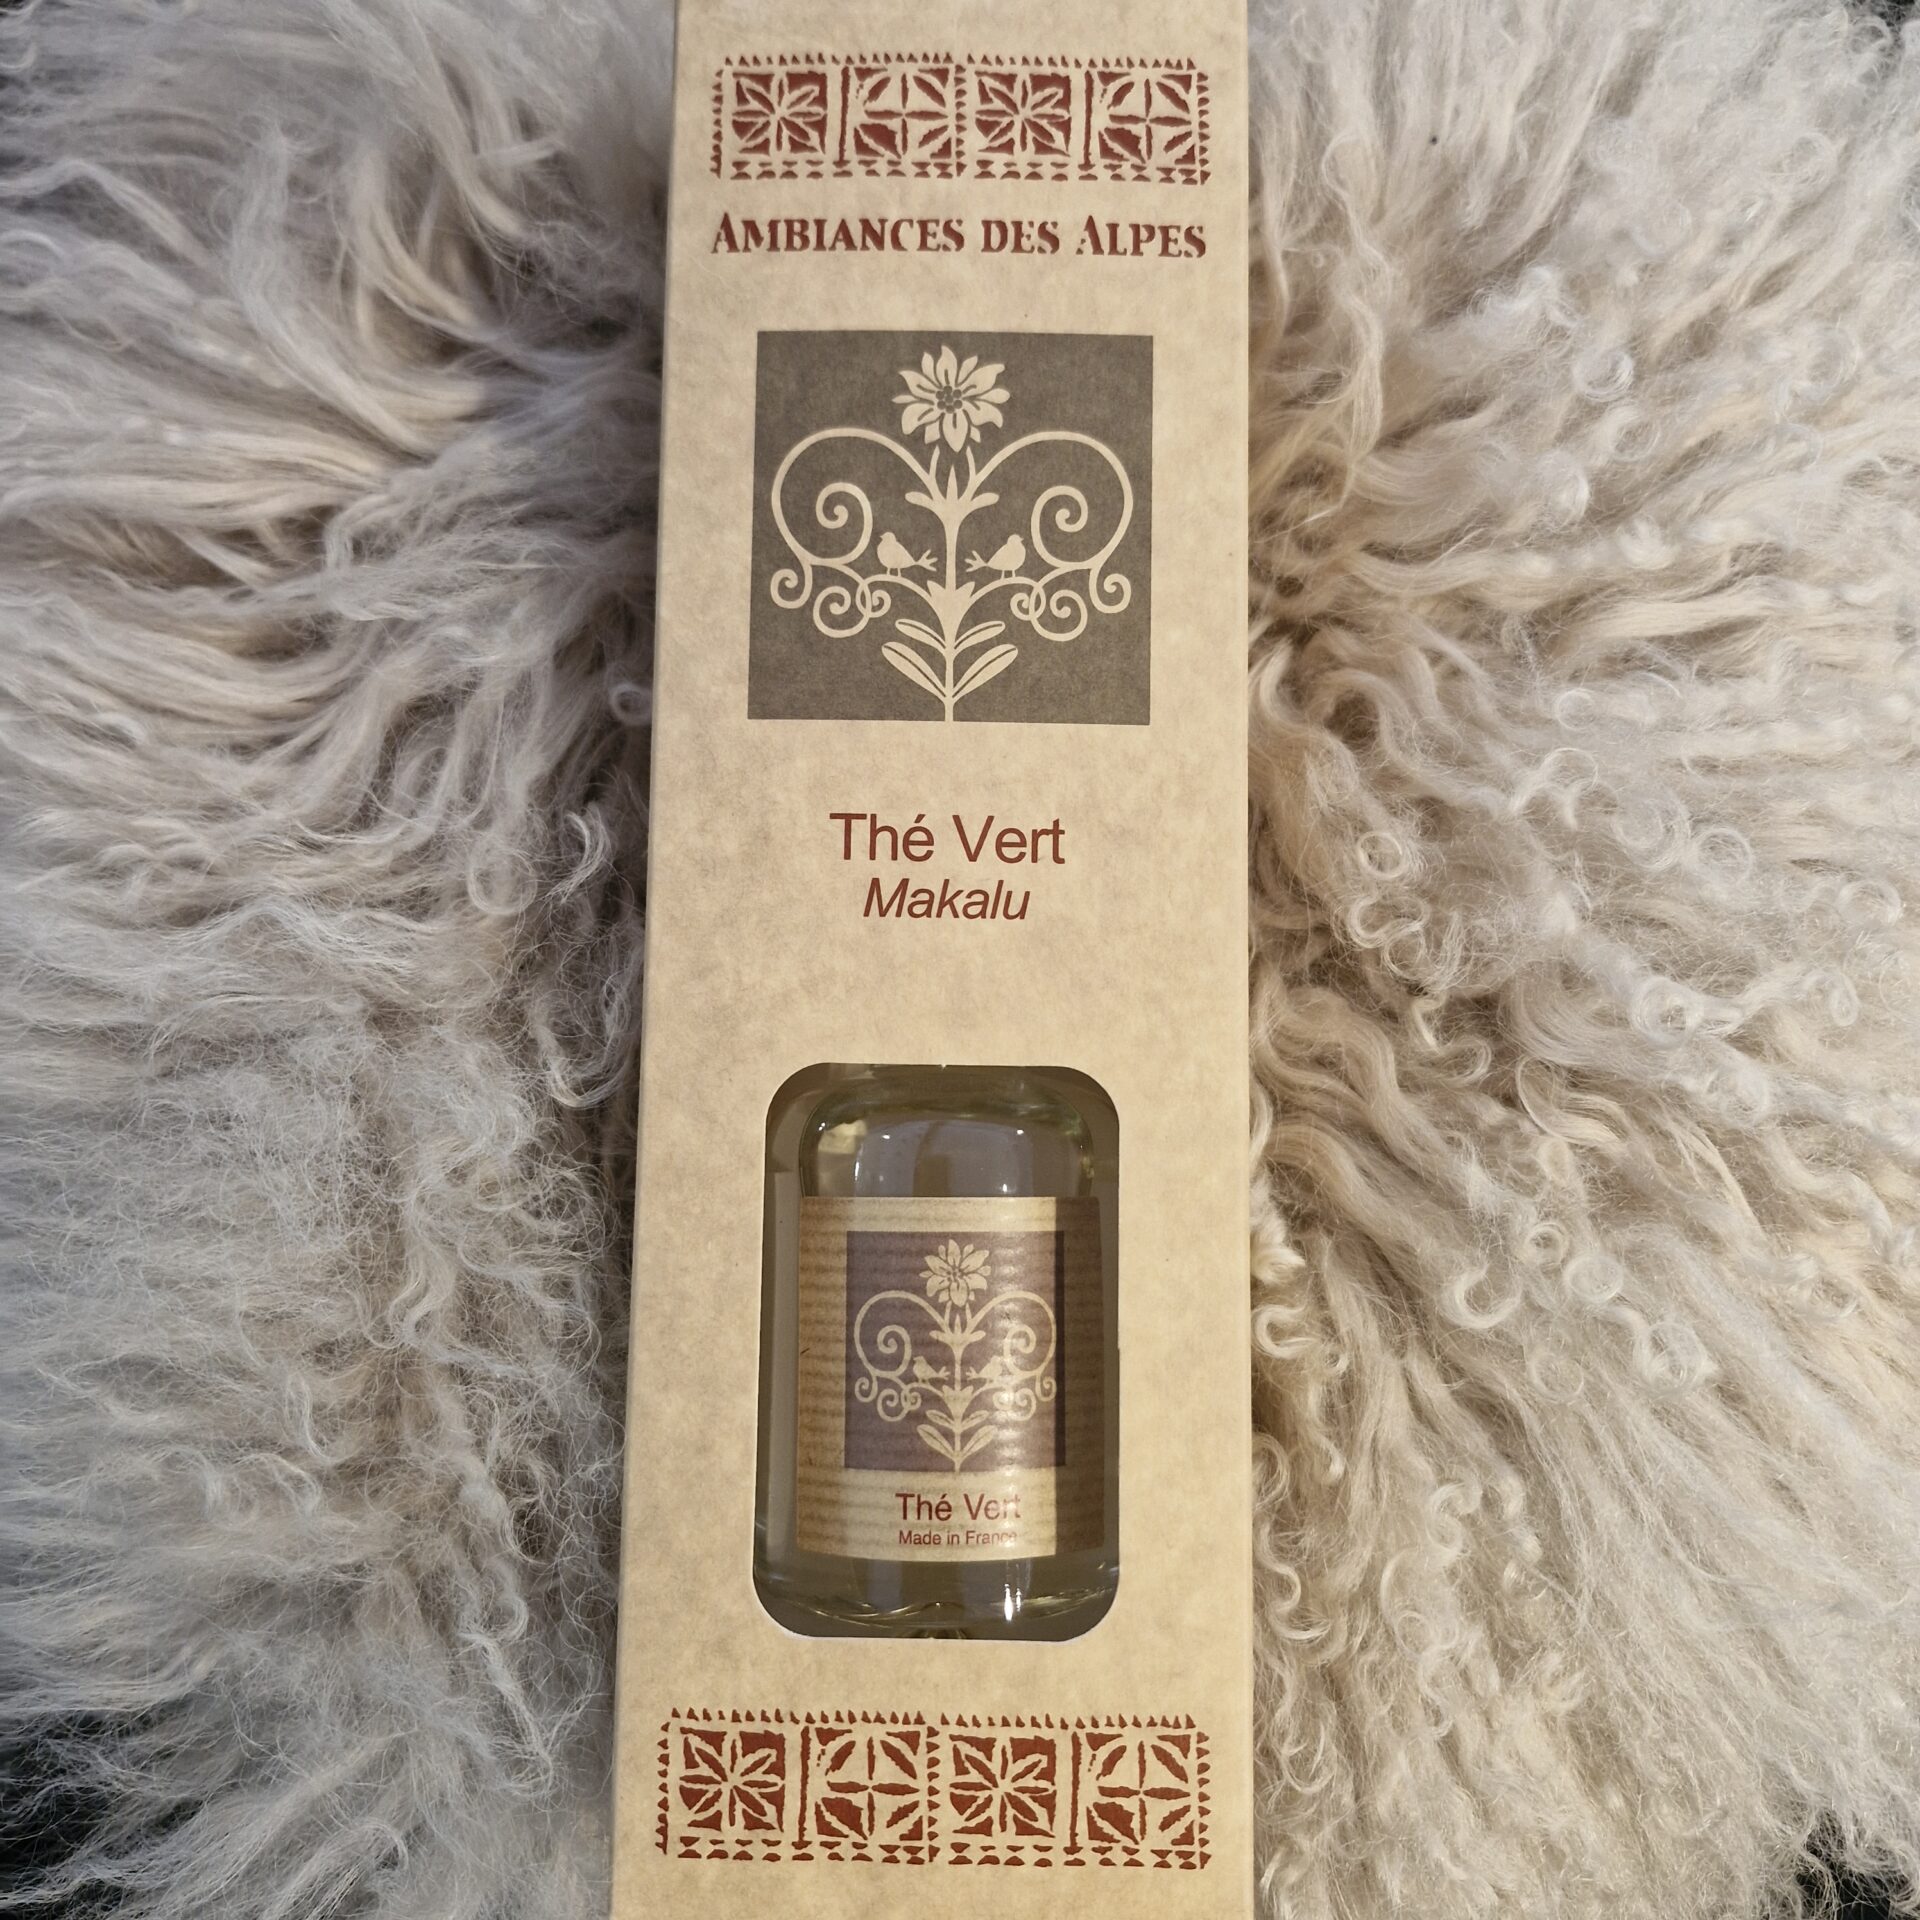 AMBIANCES DES ALPES
Thé Vert
Makalu
Thé Vert
Made in France